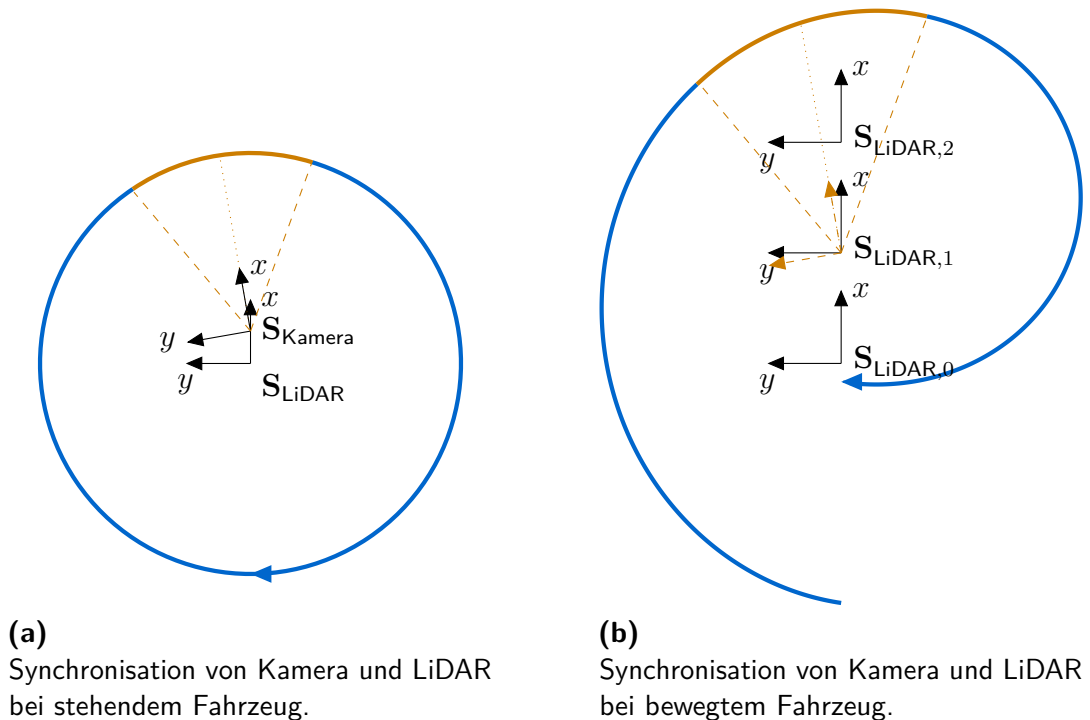 x
x
y
S_Kamera
y
S_LiDAR
(a)
Synchronisation von Kamera und LiDAR
bei stehendem Fahrzeug.
x
y
S_LiDAR,2
x
y
S_LiDAR,1
x
y
S_LiDAR,0
(b)
Synchronisation von Kamera und LiDAR
bei bewegtem Fahrzeug.